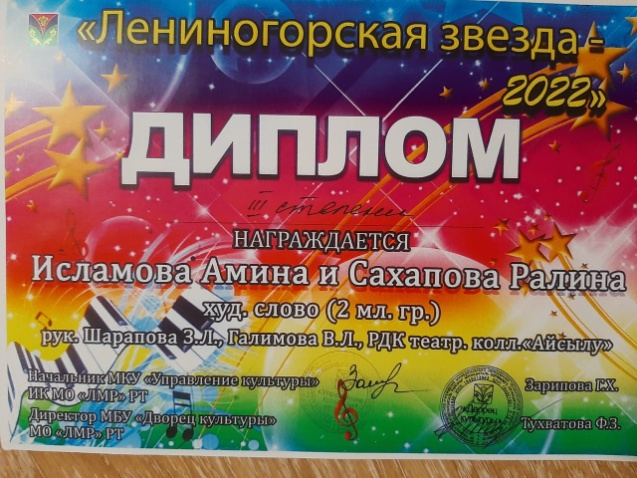 «Лениногорская звезда -
2022»
ДИПЛОМ
III степени
НАГРАЖДАЕТСЯ
Исламова Амина и Сахапова Ралина
худ. слово (2 мл. гр.)
рук. Шарапова З.Л., Галимова В.Л., РДК театр. колл.«Айсылу»
Начальник МКУ «Управление культуры»
ИК МО «ЛМР» РТ
Зарипова Г.Х.
Директор МБУ «Дворец культуры»
МО «ЛМР» РТ
Тухватова Ф.З.
«Дворец
культуры»